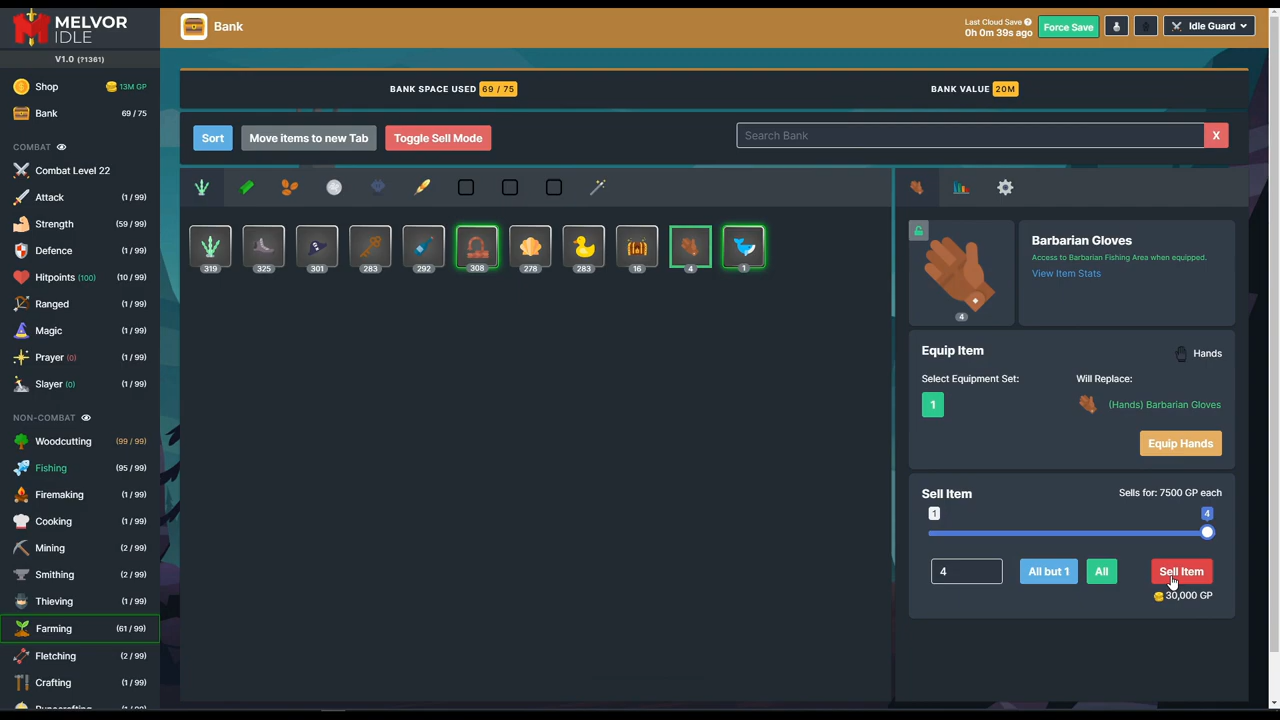 MELVOR
IDLE
V1.0 (?1361)
Shop 13M GP
Bank 69 / 75
COMBAT
Combat Level 22
Attack (1 / 99)
Strength (59 / 99)
Defence (1 / 99)
Hitpoints (100) (10 / 99)
Ranged (1 / 99)
Magic (1 / 99)
Prayer (0) (1 / 99)
Slayer (0) (1 / 99)
NON-COMBAT
Woodcutting (99 / 99)
Fishing (95 / 99)
Firemaking (1 / 99)
Cooking (1 / 99)
Mining (2 / 99)
Smithing (2 / 99)
Thieving (1 / 99)
Farming (61 / 99)
Fletching (2 / 99)
Crafting (1 / 99)
Bank
Last Cloud Save
0h 0m 39s ago
Force Save
Idle Guard
BANK SPACE USED 69 / 75
BANK VALUE 20M
Sort
Move items to new Tab
Toggle Sell Mode
Search Bank
X
319 325 301 283 292 308 278 283 16 4 1
4
Barbarian Gloves
Access to Barbarian Fishing Area when equipped.
View Item Stats
Equip Item
Hands
Select Equipment Set:
Will Replace:
1
(Hands) Barbarian Gloves
Equip Hands
Sell Item
Sells for: 7500 GP each
1 4
4
All but 1
All
Sell Item
30,000 GP